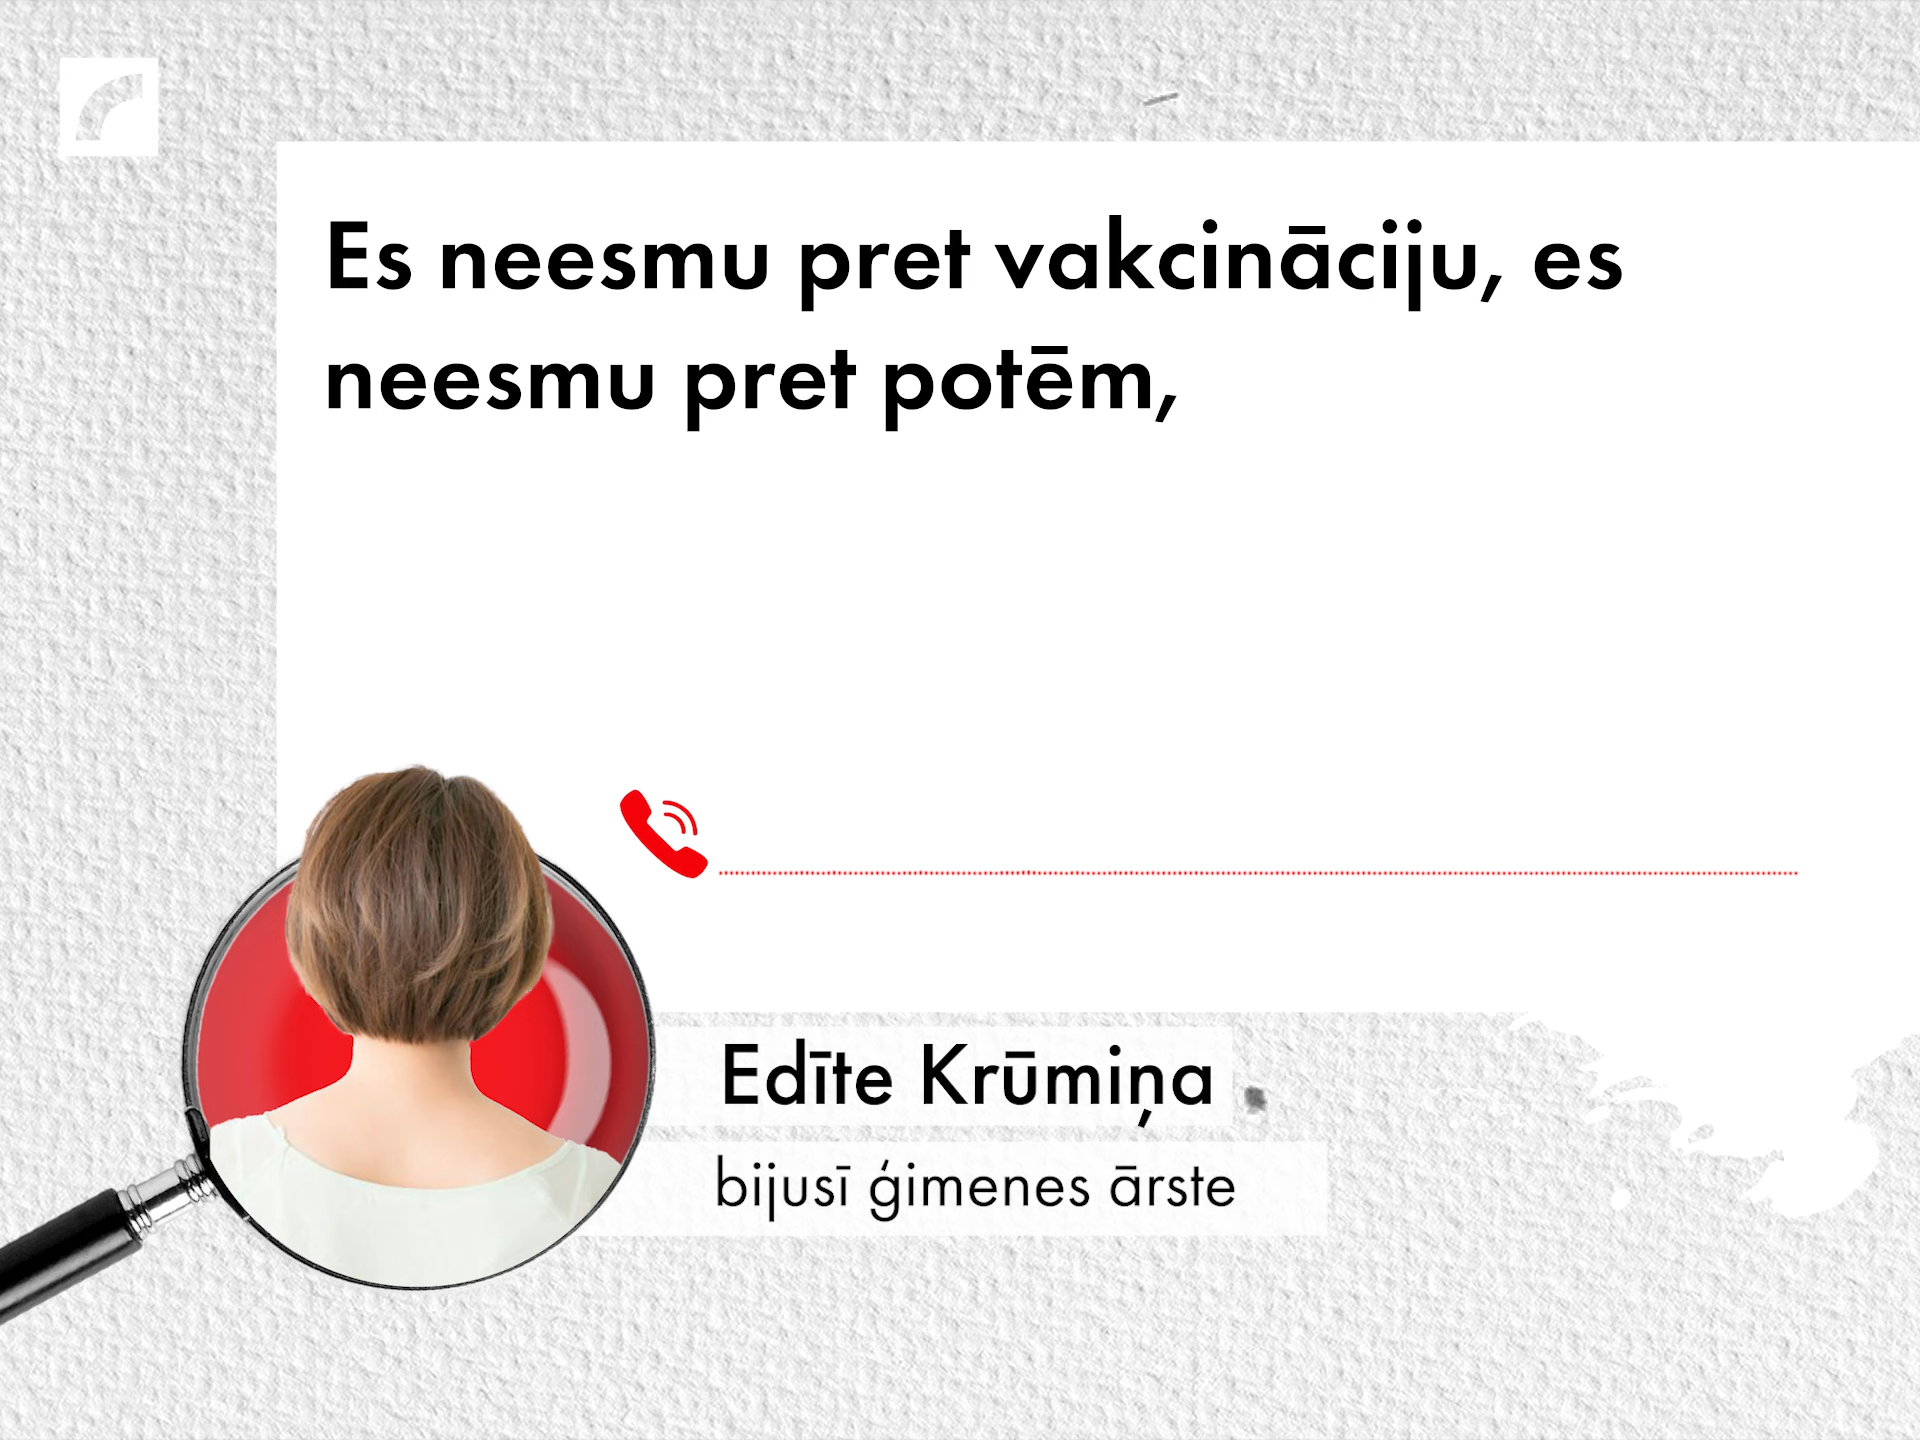 Es neesmu pret vakcināciju, es
neesmu pret potēm,
Edīte Krūmiņa
bijusī ģimenes ārste